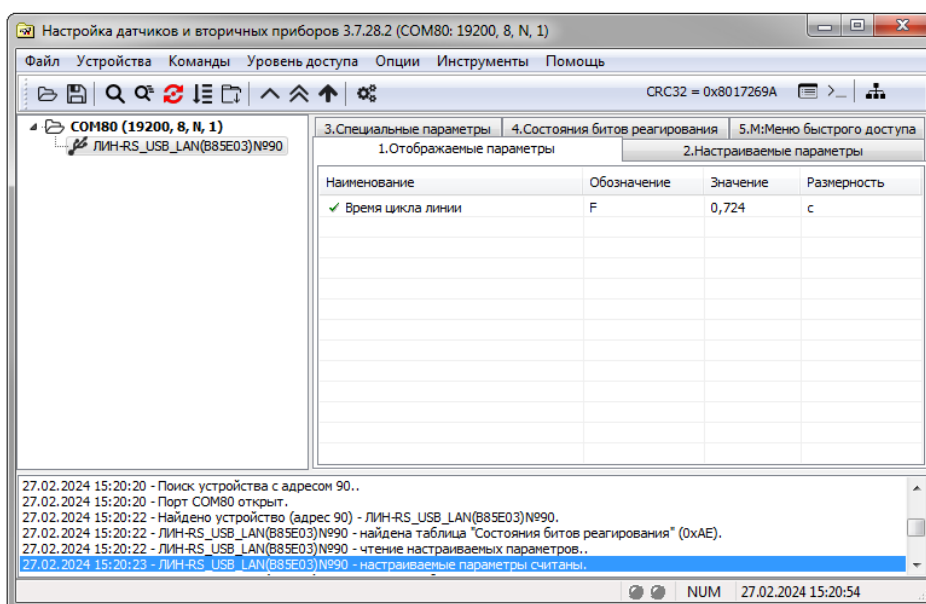 Настройка датчиков и вторичных приборов 3.7.28.2 (COM80: 19200, 8, N, 1)
Файл Устройства Команды Уровень доступа Опции Инструменты Помощь
CRC32 = 0x8017269A
COM80 (19200, 8, N, 1)
ЛИН-RS_USB_LAN(B85E03)№90
3.Специальные параметры 4.Состояния битов реагирования 5.М:Меню быстрого доступа
1.Отображаемые параметры 2.Настраиваемые параметры
Наименование Обозначение Значение Размерность
Время цикла линии F 0,724 с
27.02.2024 15:20:20 - Поиск устройства с адресом 90..
27.02.2024 15:20:20 - Порт COM80 открыт.
27.02.2024 15:20:22 - Найдено устройство (адрес 90) - ЛИН-RS_USB_LAN(B85E03)№90.
27.02.2024 15:20:22 - ЛИН-RS_USB_LAN(B85E03)№90 - найдена таблица "Состояния битов реагирования" (0xAE).
27.02.2024 15:20:22 - ЛИН-RS_USB_LAN(B85E03)№90 - чтение настраиваемых параметров..
27.02.2024 15:20:23 - ЛИН-RS_USB_LAN(B85E03)№90 - настраиваемые параметры считаны.
NUM 27.02.2024 15:20:54